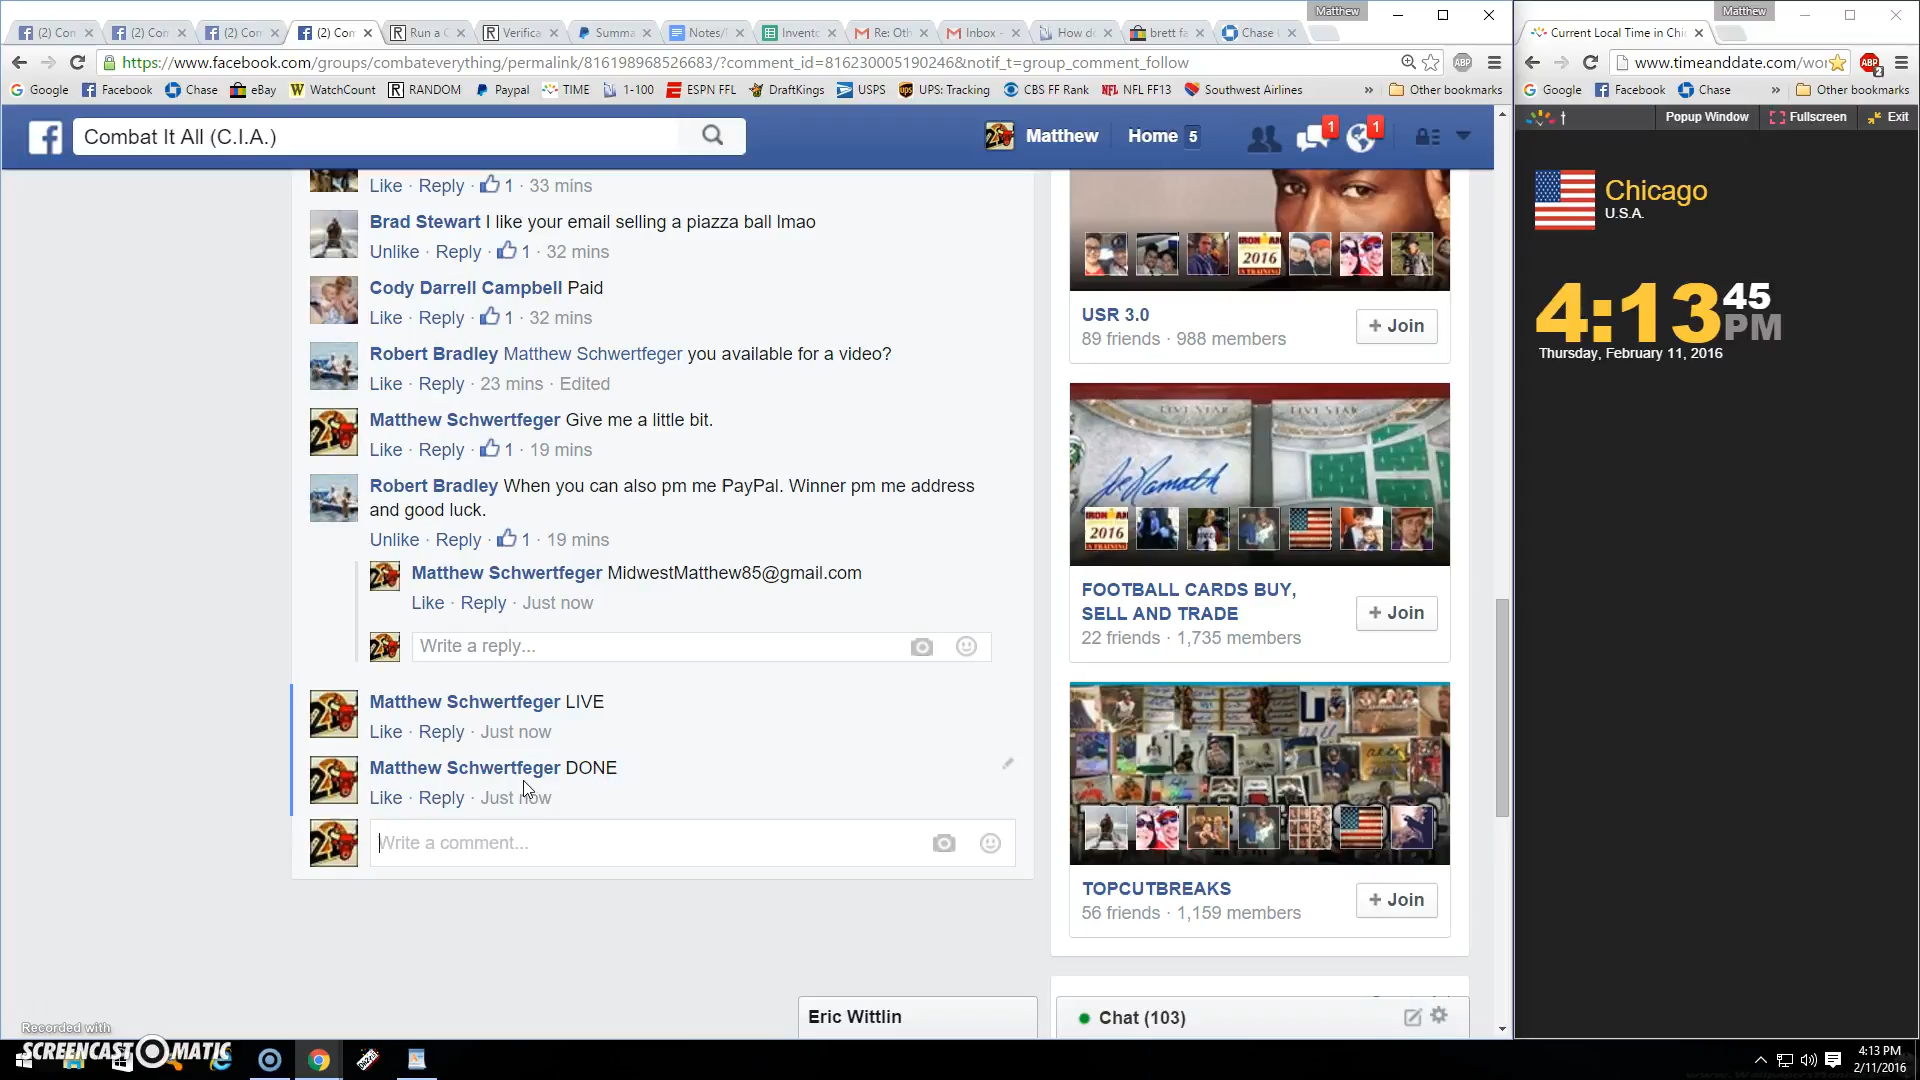 Matthew
Matthew
(2) Con
(2) Con
(2) Con
(2) Con
Run a C
Verifica
Summa
Notes/
Invento
Re: Oth
Inbox -
How do
brett fa
Chase
Current Local Time in Chi
https://www.facebook.com/groups/combateverything/permalink/816198968526683/?comment_id=816230005190246&notif_t=group_comment_follow
ABP
www.timeanddate.com/wor
ABP
2
Google
Facebook
Chase
eBay
WatchCount
RANDOM
Paypal
TIME
1-100
ESPN FFL
DraftKings
USPS
UPS: Tracking
CBS FF Rank
NFL FF13
Southwest Airlines
»
Other bookmarks
Google
Facebook
Chase
»
Other bookmarks
Combat It All (C.I.A.)
Matthew
Home 5
1
1
t
Popup Window
Fullscreen
Exit
Like · Reply · 1 · 33 mins
Brad Stewart I like your email selling a piazza ball lmao
Unlike · Reply · 1 · 32 mins
Cody Darrell Campbell Paid
Like · Reply · 1 · 32 mins
Robert Bradley Matthew Schwertfeger you available for a video?
Like · Reply · 23 mins · Edited
Matthew Schwertfeger Give me a little bit.
Like · Reply · 1 · 19 mins
Robert Bradley When you can also pm me PayPal. Winner pm me address
and good luck.
Unlike · Reply · 1 · 19 mins
Matthew Schwertfeger MidwestMatthew85@gmail.com
Like · Reply · Just now
Write a reply...
Matthew Schwertfeger LIVE
Like · Reply · Just now
Matthew Schwertfeger DONE
Like · Reply · Just now
Write a comment...
2016
USR 3.0
89 friends · 988 members
+ Join
Joe Namath
2016
FOOTBALL CARDS BUY,
SELL AND TRADE
22 friends · 1,735 members
+ Join
TOPCUTBREAKS
56 friends · 1,159 members
+ Join
Eric Wittlin
Chat (103)
Chicago
U.S.A.
4:13 45 PM
Thursday, February 11, 2016
Recorded with
SCREENCAST O MATIC
4:13 PM
2/11/2016